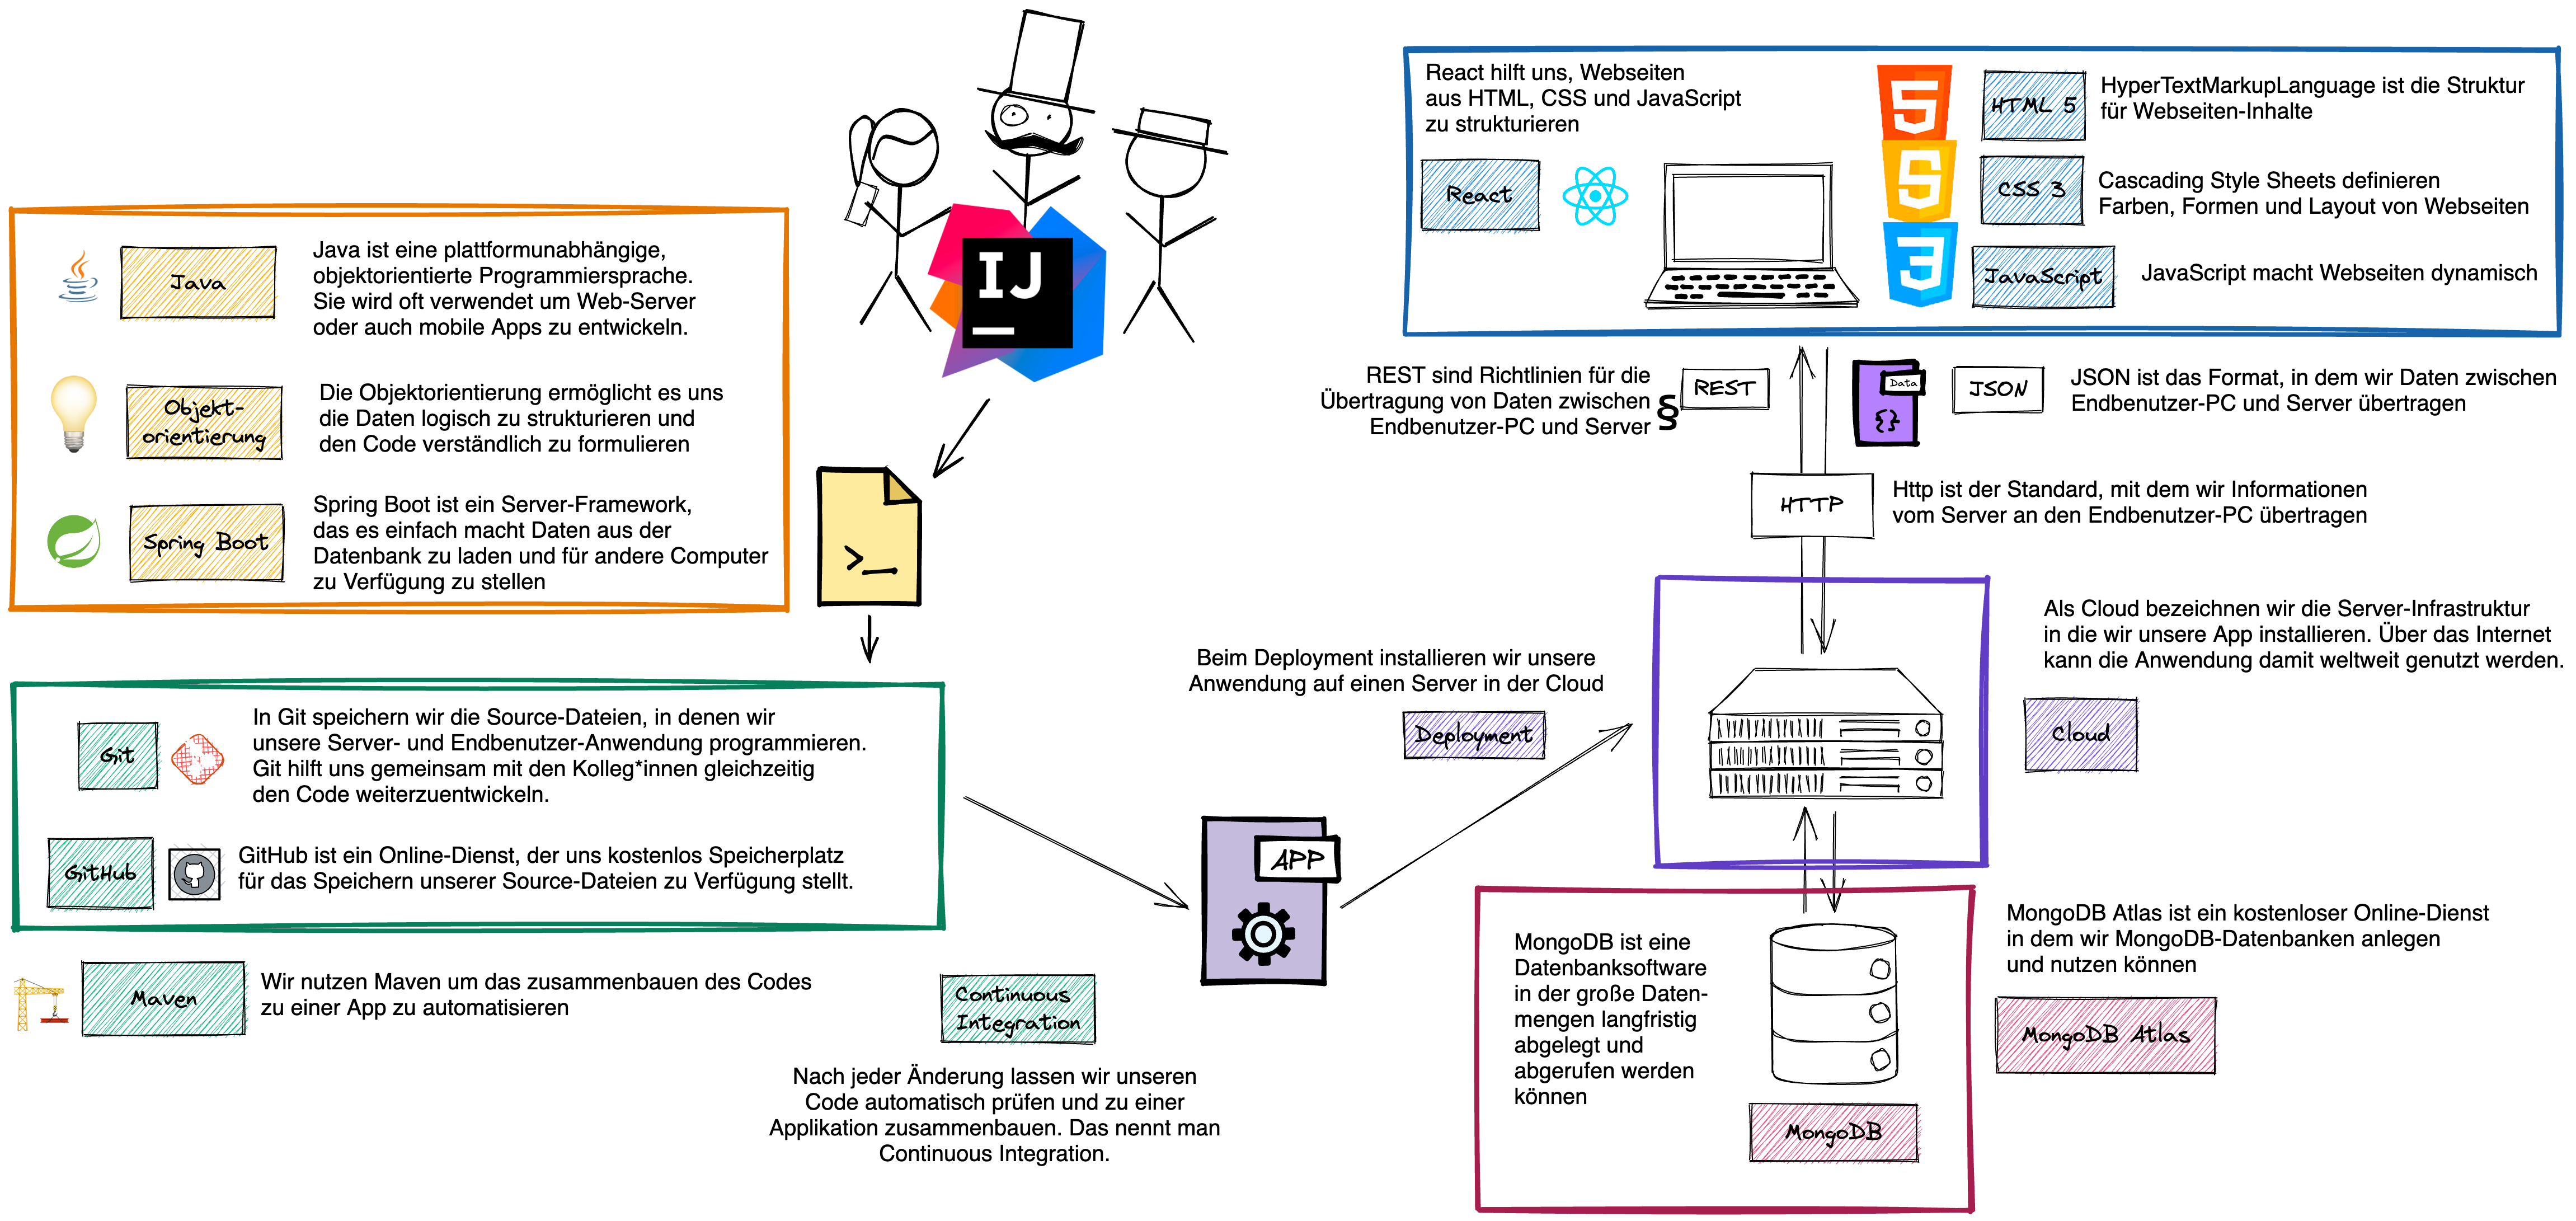 Java
Java ist eine plattformunabhängige,
objektorientierte Programmiersprache.
Sie wird oft verwendet um Web-Server
oder auch mobile Apps zu entwickeln.
Objekt-
orientierung
Die Objektorientierung ermöglicht es uns
die Daten logisch zu strukturieren und
den Code verständlich zu formulieren
Spring Boot
Spring Boot ist ein Server-Framework,
das es einfach macht Daten aus der
Datenbank zu laden und für andere Computer
zu Verfügung zu stellen
IJ
>_
Git
In Git speichern wir die Source-Dateien, in denen wir
unsere Server- und Endbenutzer-Anwendung programmieren.
Git hilft uns gemeinsam mit den Kolleg*innen gleichzeitig
den Code weiterzuentwickeln.
GitHub
GitHub ist ein Online-Dienst, der uns kostenlos Speicherplatz
für das Speichern unserer Source-Dateien zu Verfügung stellt.
Maven
Wir nutzen Maven um das zusammenbauen des Codes
zu einer App zu automatisieren
Continuous
Integration
Nach jeder Änderung lassen wir unseren
Code automatisch prüfen und zu einer
Applikation zusammenbauen. Das nennt man
Continuous Integration.
APP
Beim Deployment installieren wir unsere
Anwendung auf einen Server in der Cloud
Deployment
React hilft uns, Webseiten
aus HTML, CSS und JavaScript
zu strukturieren
React
5
5
3
HTML 5
HyperTextMarkupLanguage ist die Struktur
für Webseiten-Inhalte
CSS 3
Cascading Style Sheets definieren
Farben, Formen und Layout von Webseiten
JavaScript
JavaScript macht Webseiten dynamisch
REST sind Richtlinien für die
Übertragung von Daten zwischen
Endbenutzer-PC und Server
§
REST
Data
{}
JSON
JSON ist das Format, in dem wir Daten zwischen
Endbenutzer-PC und Server übertragen
HTTP
Http ist der Standard, mit dem wir Informationen
vom Server an den Endbenutzer-PC übertragen
Als Cloud bezeichnen wir die Server-Infrastruktur
in die wir unsere App installieren. Über das Internet
kann die Anwendung damit weltweit genutzt werden.
Cloud
MongoDB ist eine
Datenbanksoftware
in der große Daten-
mengen langfristig
abgelegt und
abgerufen werden
können
MongoDB
MongoDB Atlas ist ein kostenloser Online-Dienst
in dem wir MongoDB-Datenbanken anlegen
und nutzen können
MongoDB Atlas